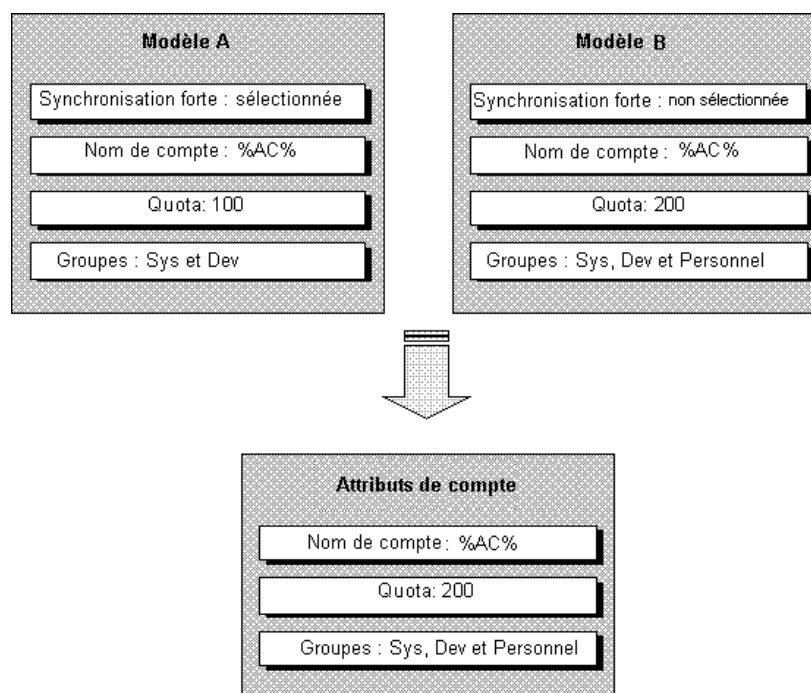 Modèle A
Synchronisation forte : sélectionnée
Nom de compte : %AC%
Quota: 100
Groupes : Sys et Dev
Modèle B
Synchronisation forte : non sélectionnée
Nom de compte : %AC%
Quota: 200
Groupes : Sys, Dev et Personnel
Attributs de compte
Nom de compte : %AC%
Quota: 200
Groupes : Sys, Dev et Personnel